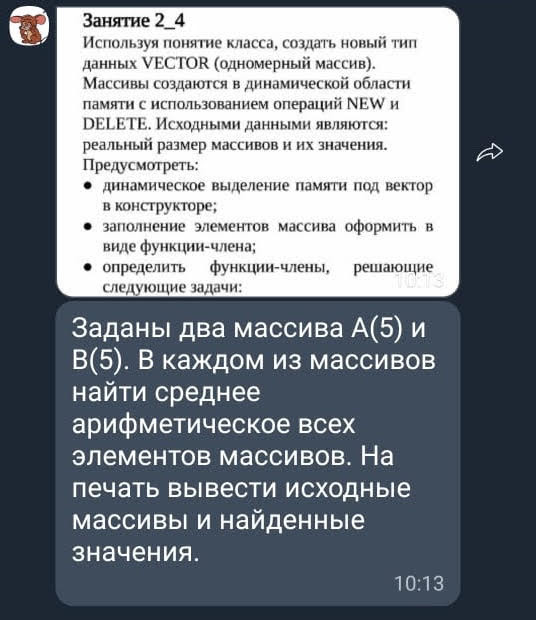 Занятие 2_4
Используя понятие класса, создать новый тип
данных VECTOR (одномерный массив).
Массивы создаются в динамической области
памяти с использованием операций NEW и
DELETE. Исходными данными являются:
реальный размер массивов и их значения.
Предусмотреть:
● динамическое выделение памяти под вектор
в конструкторе;
● заполнение элементов массива оформить в
виде функции-члена;
● определить функции-члены, решающие
следующие задачи:
10:13
Заданы два массива А(5) и
В(5). В каждом из массивов
найти среднее
арифметическое всех
элементов массивов. На
печать вывести исходные
массивы и найденные
значения.
10:13